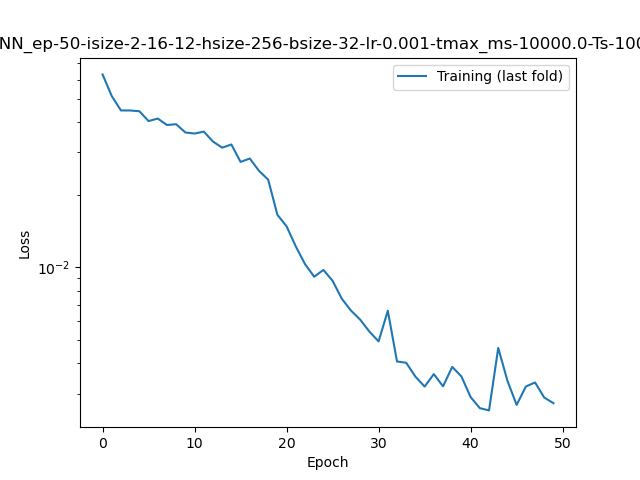 NN_ep-50-isize-2-16-12-hsize-256-bsize-32-lr-0.001-tmax_ms-10000.0-Ts-100
Training (last fold)
Loss
10⁻²
0 10 20 30 40 50
Epoch